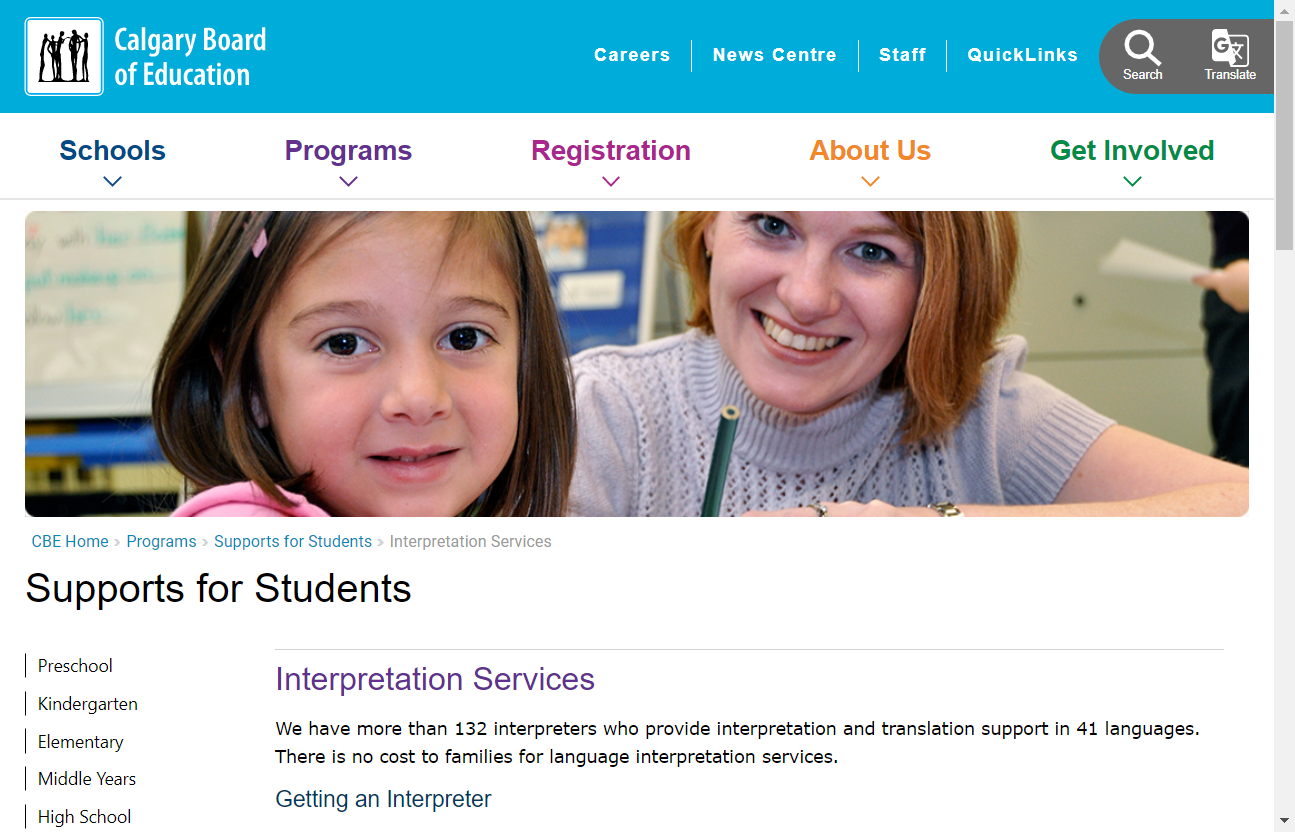 Calgary Board
of Education
Careers
News Centre
Staff
QuickLinks
Search
Translate
Schools
Programs
Registration
About Us
Get Involved
CBE Home » Programs » Supports for Students » Interpretation Services
Supports for Students
Preschool
Kindergarten
Elementary
Middle Years
High School
Interpretation Services
We have more than 132 interpreters who provide interpretation and translation support in 41 languages.
There is no cost to families for language interpretation services.
Getting an Interpreter